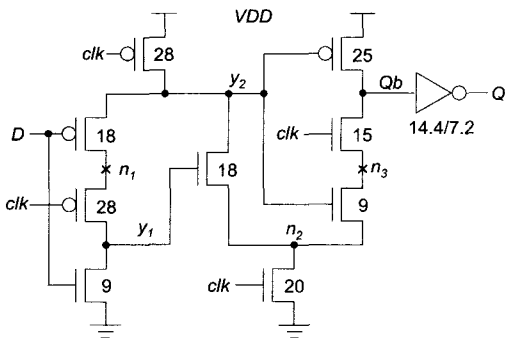 VDD
clk 28
25
y2
Qb
Q
D 18
clk 15
14.4/7.2
n1
18
n3
clk 28
9
y1
n2
9
clk 20